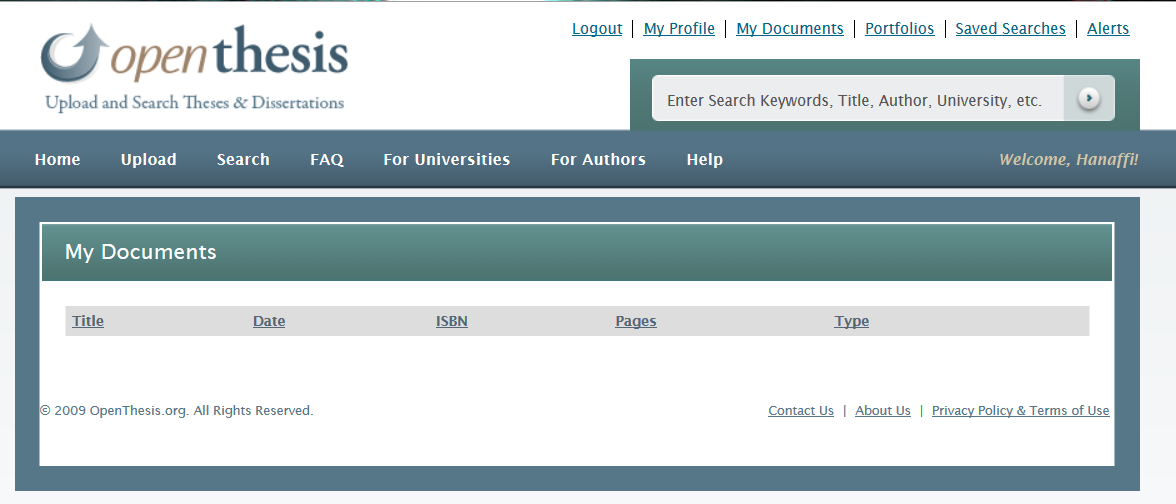 Logout | My Profile | My Documents | Portfolios | Saved Searches | Alerts
openthesis
Upload and Search Theses & Dissertations
Enter Search Keywords, Title, Author, University, etc.
Home Upload Search FAQ For Universities For Authors Help Welcome, Hanaffi!
My Documents
Title Date ISBN Pages Type
© 2009 OpenThesis.org. All Rights Reserved. Contact Us | About Us | Privacy Policy & Terms of Use